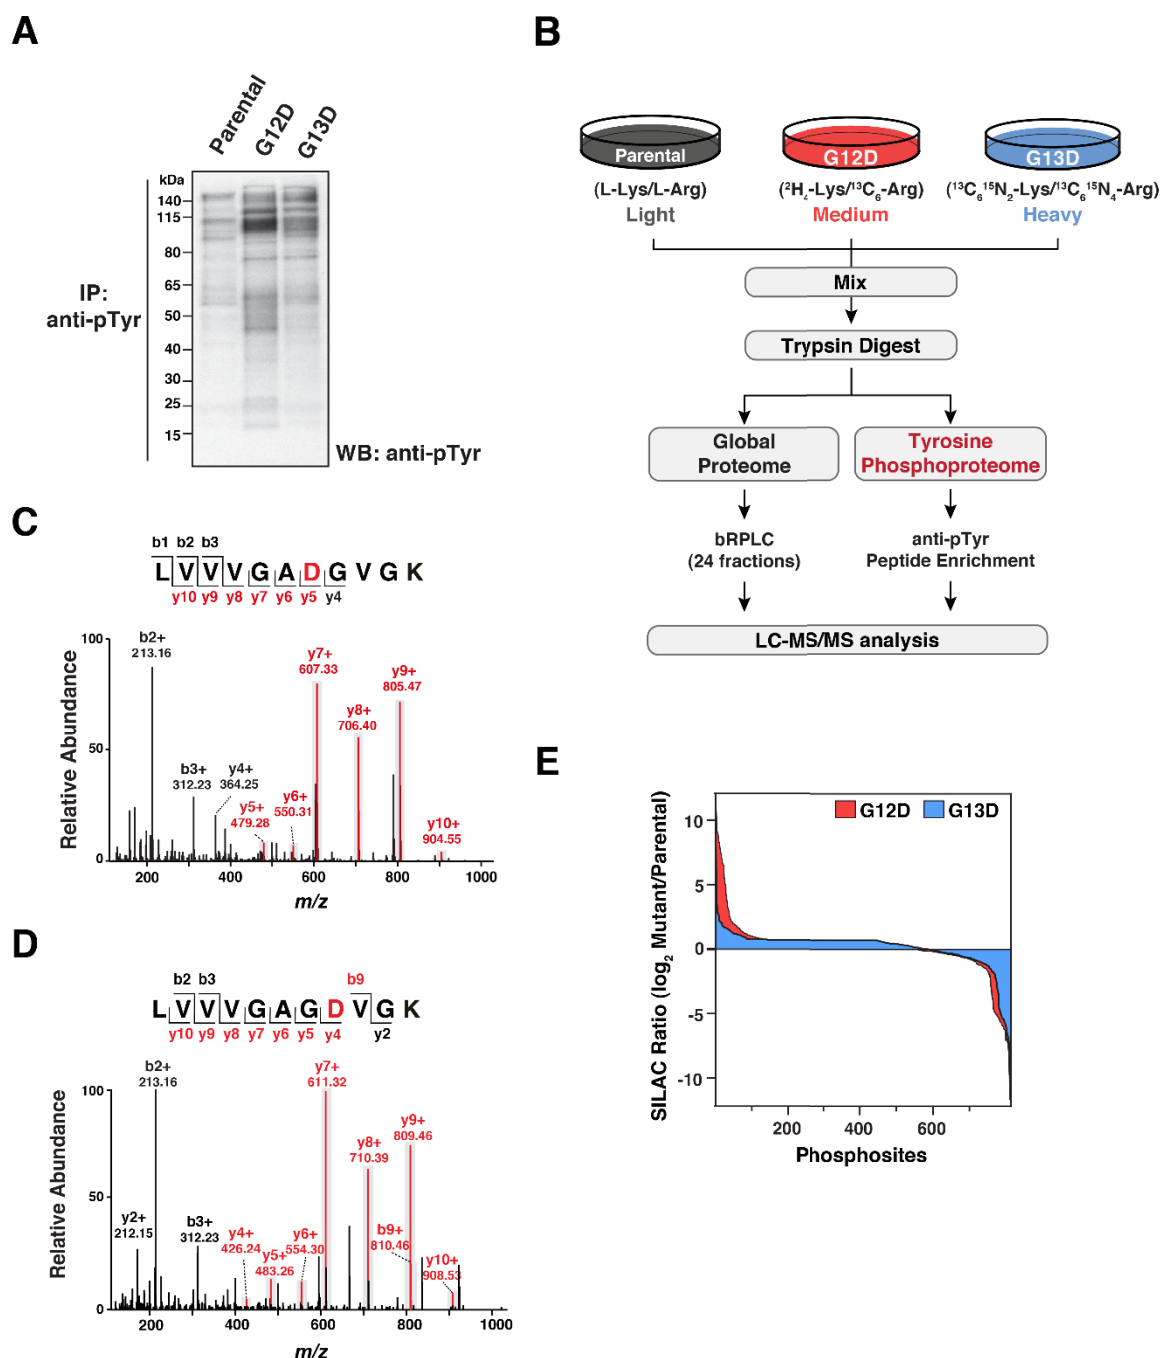 A
Parental
G12D
G13D
kDa
140
115
80
65
50
40
30
25
15
IP:
anti-pTyr
WB: anti-pTyr
B
Parental
G12D
G13D
(L-Lys/L-Arg)
(²H₄-Lys/¹³C₆-Arg)
(¹³C₆¹⁵N₂-Lys/¹³C₆¹⁵N₄-Arg)
Light
Medium
Heavy
Mix
Trypsin Digest
Global
Proteome
Tyrosine
Phosphoproteome
bRPLC
(24 fractions)
anti-pTyr
Peptide Enrichment
LC-MS/MS analysis
C
b1 b2 b3
L V V V G A D G V G K
y10 y9 y8 y7 y6 y5 y4
Relative Abundance
100
50
0
b2+
213.16
b3+
312.23
y4+
364.25
y5+
479.28
y6+
550.31
y7+
607.33
y8+
706.40
y9+
805.47
y10+
904.55
200 400 600 800 1000
m/z
D
b2 b3 b9
L V V V G A G D V G K
y10 y9 y8 y7 y6 y5 y4 y2
Relative Abundance
100
50
0
b2+
213.16
y2+
212.15
b3+
312.23
y4+
426.24
y5+
483.26
y6+
554.30
y7+
611.32
y8+
710.39
y9+
809.46
b9+
810.46
y10+
908.53
200 400 600 800 1000
m/z
E
SILAC Ratio (log₂ Mutant/Parental)
G12D G13D
10
5
0
-5
-10
200 400 600
Phosphosites